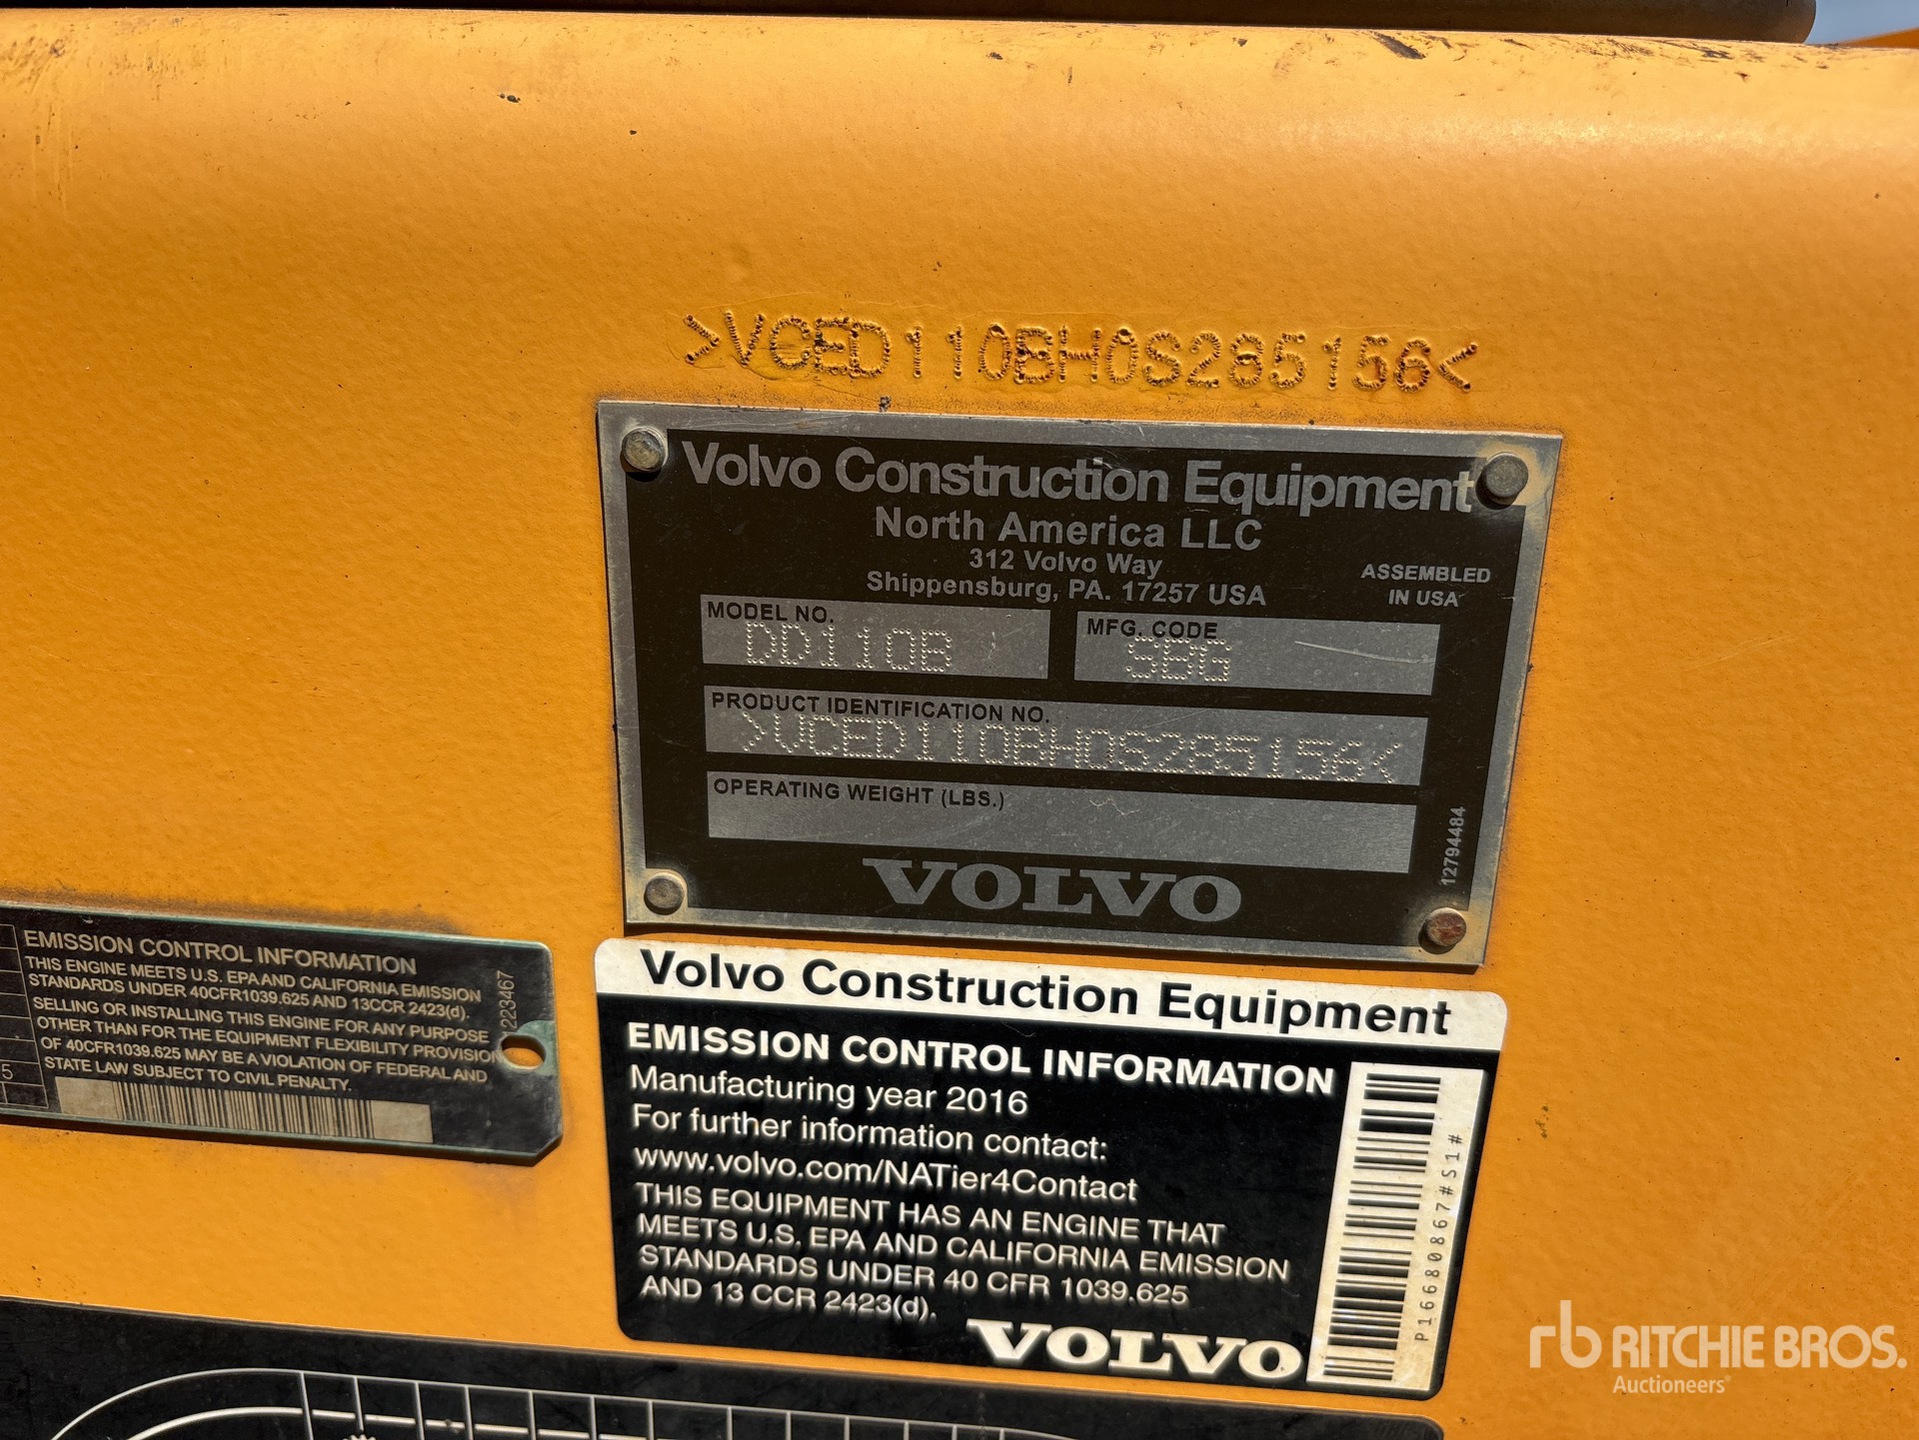 >VCED110BH0S285156<
Volvo Construction Equipment
North America LLC
312 Volvo Way
Shippensburg, PA. 17257 USA
ASSEMBLED
IN USA
MODEL NO.
DD110B
MFG. CODE
SBG
PRODUCT IDENTIFICATION NO.
>VCED110BH0S285156<
OPERATING WEIGHT (LBS.)
VOLVO
12794484
EMISSION CONTROL INFORMATION
THIS ENGINE MEETS U.S. EPA AND CALIFORNIA EMISSION
STANDARDS UNDER 40CFR1039.625 AND 13CCR 2423(d).
SELLING OR INSTALLING THIS ENGINE FOR ANY PURPOSE
OTHER THAN FOR THE EQUIPMENT FLEXIBILITY PROVISION
OF 40CFR1039.625 MAY BE A VIOLATION OF FEDERAL AND
STATE LAW SUBJECT TO CIVIL PENALTY.
5
Volvo Construction Equipment
EMISSION CONTROL INFORMATION
Manufacturing year 2016
For further information contact:
www.volvo.com/NATier4Contact
THIS EQUIPMENT HAS AN ENGINE THAT
MEETS U.S. EPA AND CALIFORNIA EMISSION
STANDARDS UNDER 40 CFR 1039.625
AND 13 CCR 2423(d).
VOLVO
P16680867#S1#
rb RITCHIE BROS.
Auctioneers